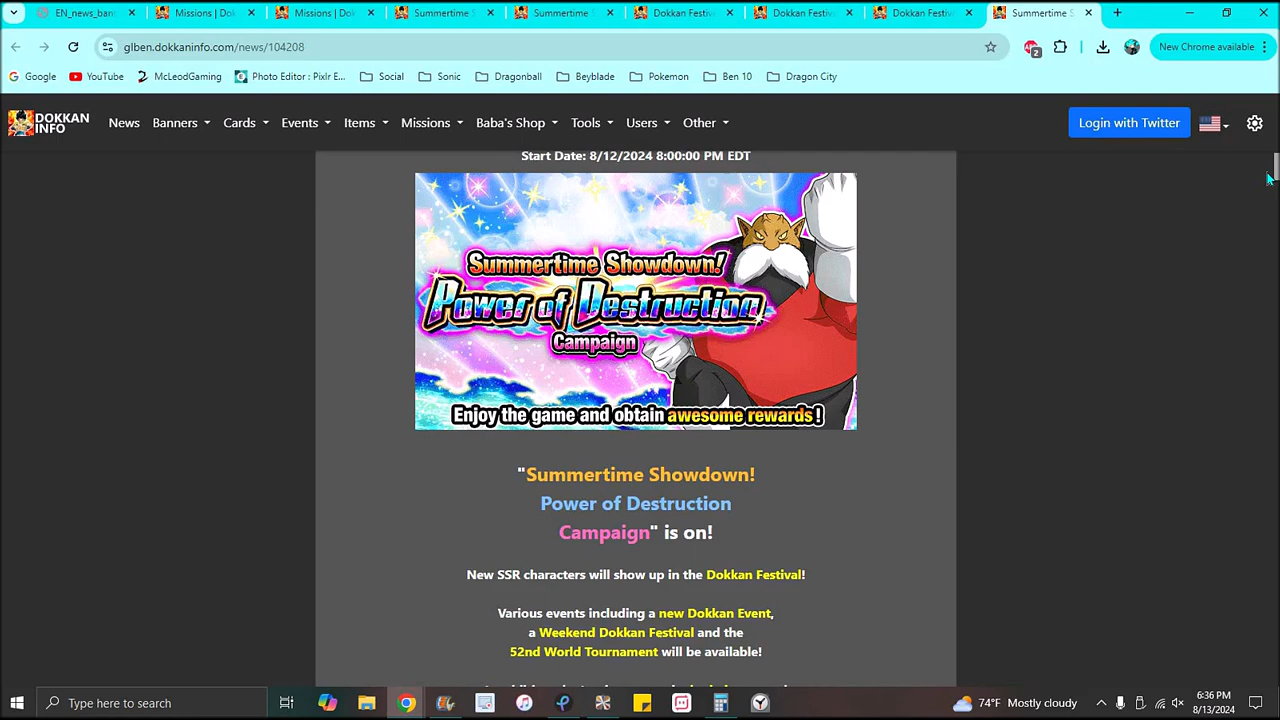 EN_news_ban
Missions | Dok
Missions | Dok
Summertime S
Summertime S
Dokkan Festiv
Dokkan Festiv
Dokkan Festiv
Summertime S
glben.dokkaninfo.com/news/104208
2
New Chrome available
Google
YouTube
McLeodGaming
Photo Editor : Pixlr E...
Social
Sonic
Dragonball
Beyblade
Pokemon
Ben 10
Dragon City
DOKKAN
INFO
News
Banners
Cards
Events
Items
Missions
Baba's Shop
Tools
Users
Other
Login with Twitter
Start Date: 8/12/2024 8:00:00 PM EDT
Summertime Showdown!
Power of Destruction
Campaign
Enjoy the game and obtain awesome rewards!
"Summertime Showdown!
Power of Destruction
Campaign" is on!
New SSR characters will show up in the Dokkan Festival!
Various events including a new Dokkan Event,
a Weekend Dokkan Festival and the
52nd World Tournament will be available!
Type here to search
74°F Mostly cloudy
6:36 PM
8/13/2024